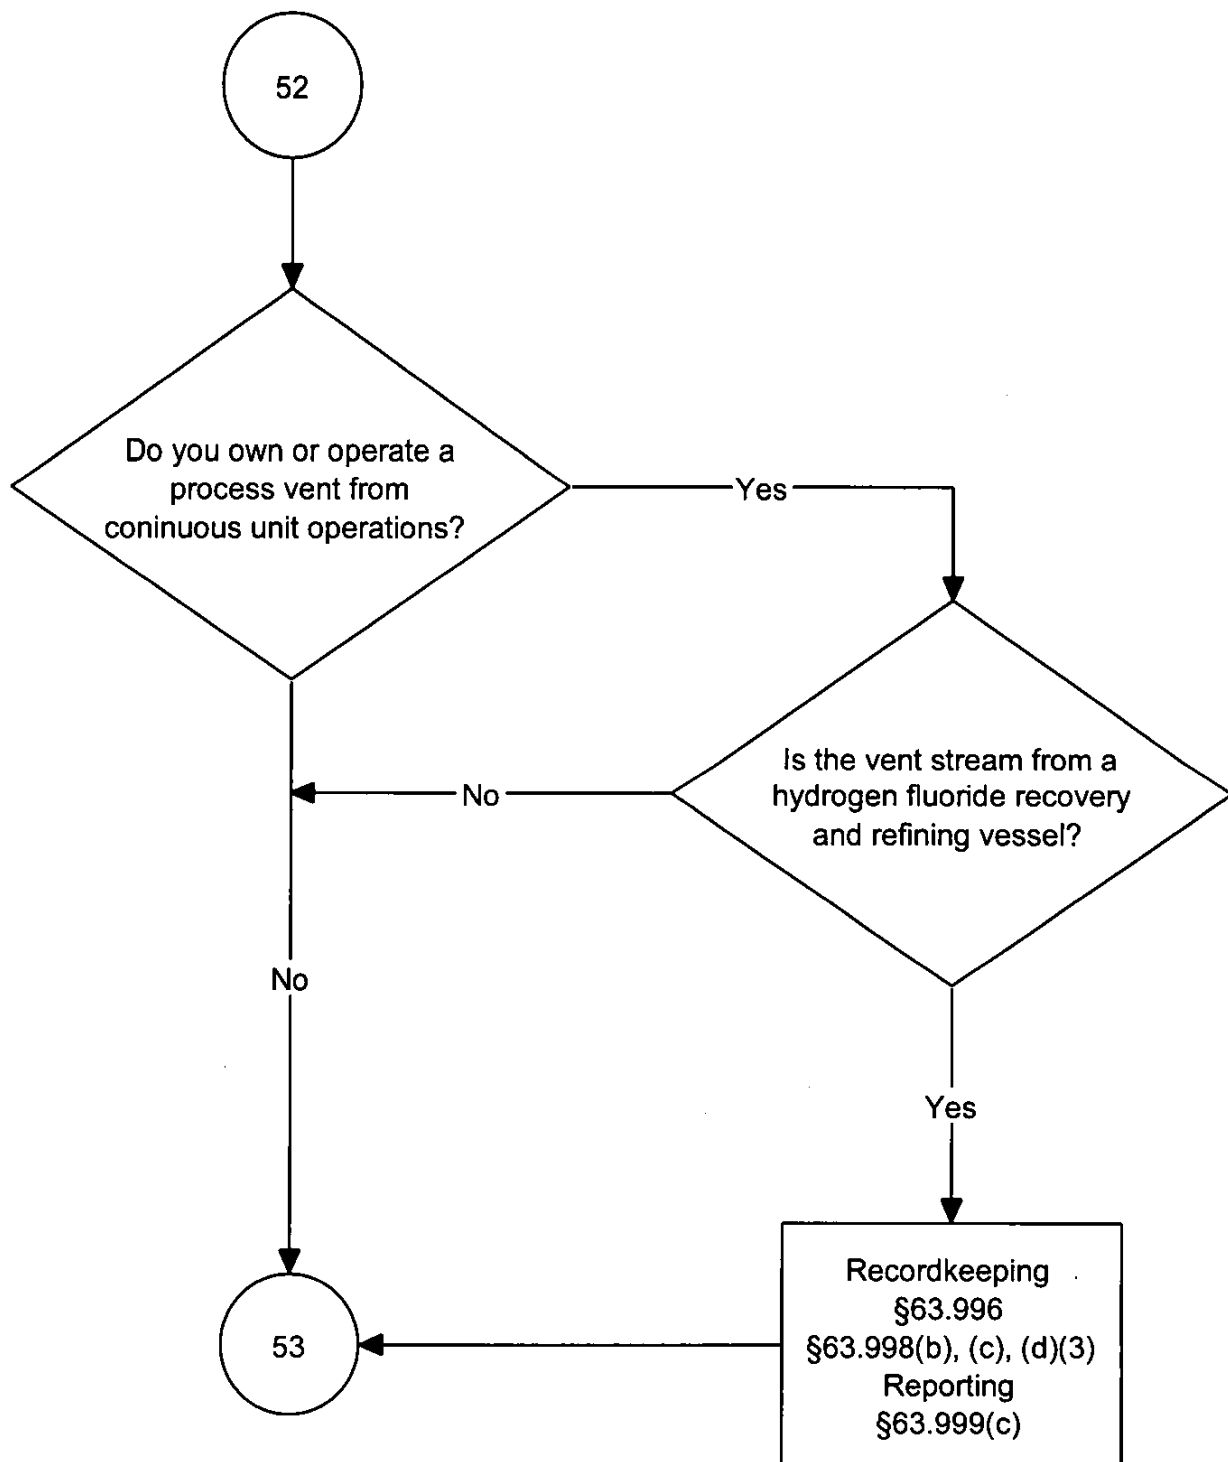 52
Do you own or operate a
process vent from
coninuous unit operations?
Yes
Is the vent stream from a
hydrogen fluoride recovery
and refining vessel?
No
No
Yes
Recordkeeping
§63.996
§63.998(b), (c), (d)(3)
Reporting
§63.999(c)
53